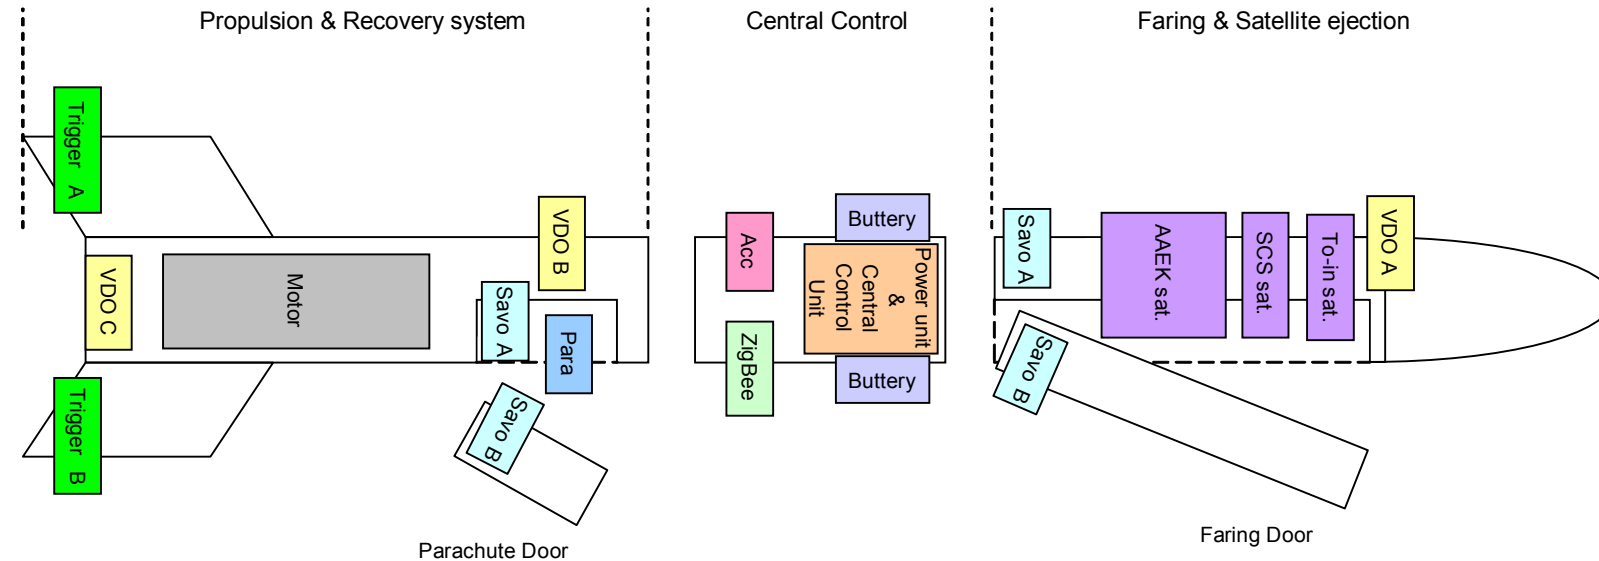 Propulsion & Recovery system
Central Control
Faring & Satellite ejection
Trigger A
VDO B
VDO C
Motor
Savo A
Para
Trigger B
Savo B
Parachute Door
Acc
Buttery
Power unit
&
Central
Control
Unit
ZigBee
Buttery
Savo A
AAEK sat.
SCS sat.
To-in sat.
VDO A
Savo B
Faring Door